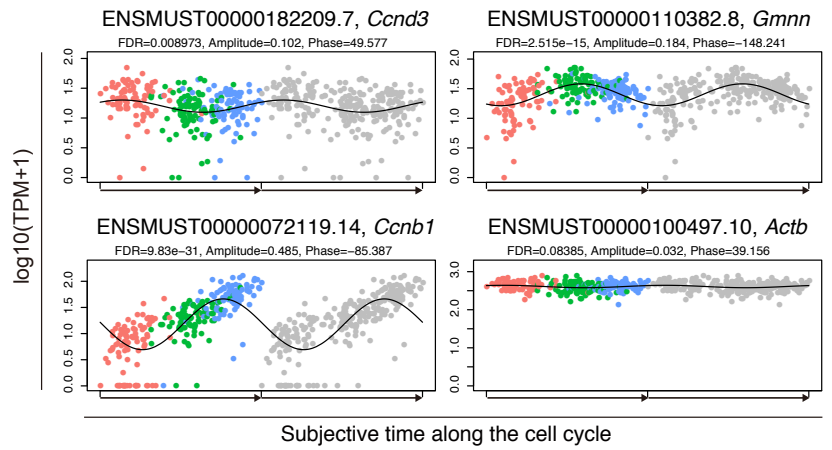 ENSMUST00000182209.7, Ccnd3
FDR=0.008973, Amplitude=0.102, Phase=49.577
2.0
1.5
1.0
0.5
0.0
ENSMUST00000110382.8, Gmnn
FDR=2.515e−15, Amplitude=0.184, Phase=−148.241
2.0
1.5
1.0
0.5
0.0
log10(TPM+1)
ENSMUST00000072119.14, Ccnb1
FDR=9.83e−31, Amplitude=0.485, Phase=−85.387
2.0
1.5
1.0
0.5
0.0
ENSMUST00000100497.10, Actb
FDR=0.08385, Amplitude=0.032, Phase=39.156
3.0
2.0
1.0
0.0
Subjective time along the cell cycle